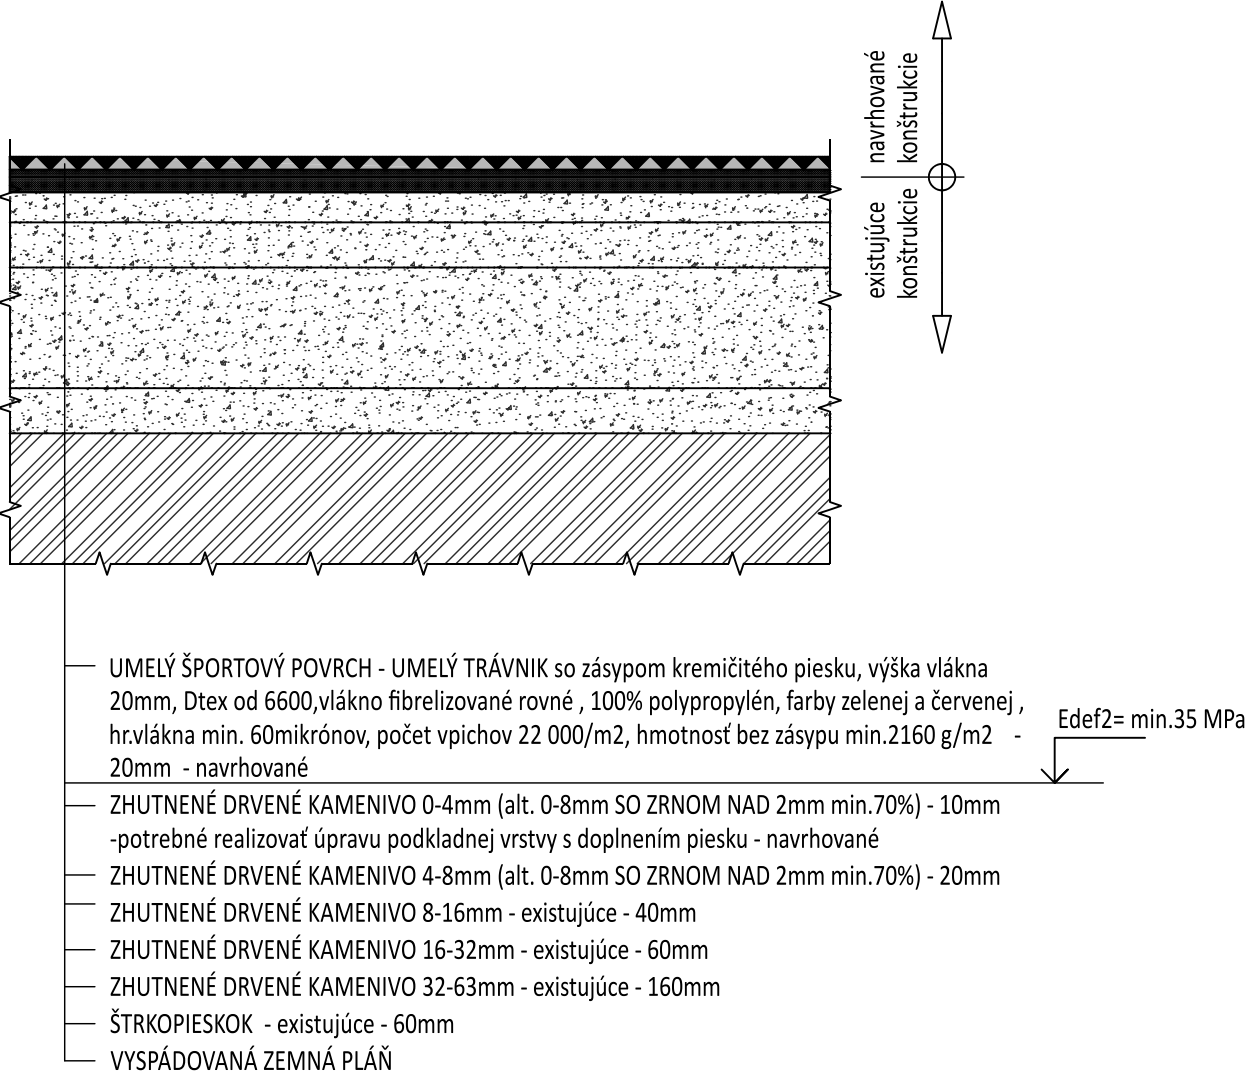 navrhované
konštrukcie
existujúce
konštrukcie
UMELÝ ŠPORTOVÝ POVRCH - UMELÝ TRÁVNIK so zásypom kremičitého piesku, výška vlákna
20mm, Dtex od 6600,vlákno fibrelizované rovné , 100% polypropylén, farby zelenej a červenej ,
hr.vlákna min. 60mikrónov, počet vpichov 22 000/m2, hmotnosť bez zásypu min.2160 g/m2 -
20mm - navrhované
Edef2= min.35 MPa
ZHUTNENÉ DRVENÉ KAMENIVO 0-4mm (alt. 0-8mm SO ZRNOM NAD 2mm min.70%) - 10mm
-potrebné realizovať úpravu podkladnej vrstvy s doplnením piesku - navrhované
ZHUTNENÉ DRVENÉ KAMENIVO 4-8mm (alt. 0-8mm SO ZRNOM NAD 2mm min.70%) - 20mm
ZHUTNENÉ DRVENÉ KAMENIVO 8-16mm - existujúce - 40mm
ZHUTNENÉ DRVENÉ KAMENIVO 16-32mm - existujúce - 60mm
ZHUTNENÉ DRVENÉ KAMENIVO 32-63mm - existujúce - 160mm
ŠTRKOPIESKOK - existujúce - 60mm
VYSPÁDOVANÁ ZEMNÁ PLÁŇ